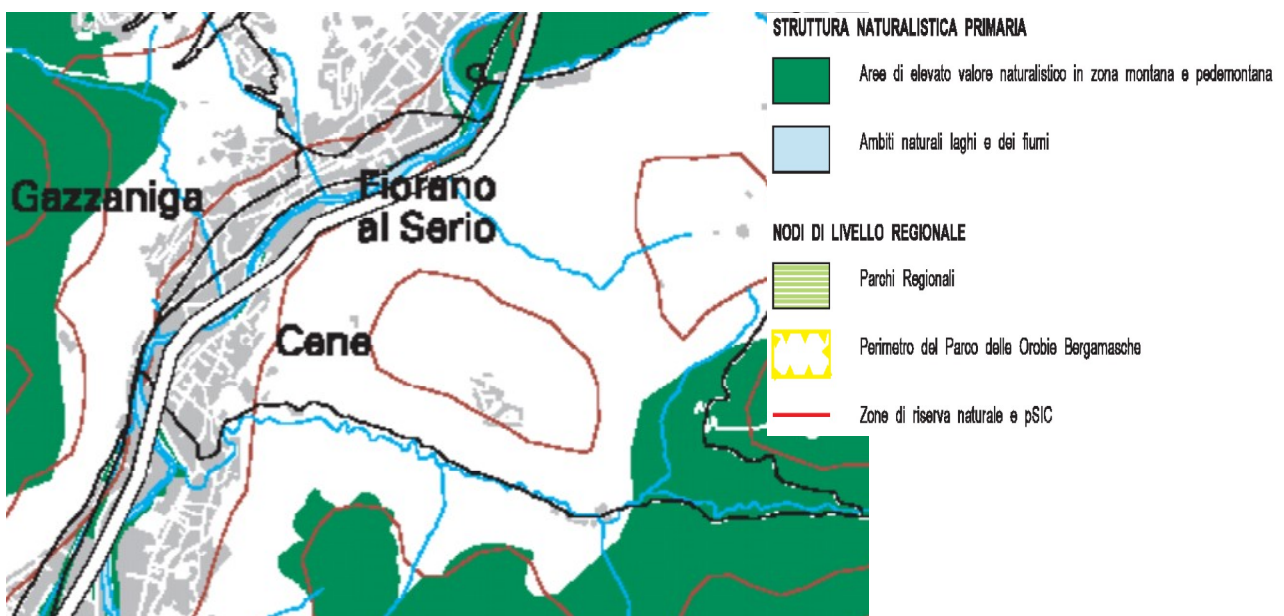 Gazzaniga
Fiorano
al Serio
Cene
STRUTTURA NATURALISTICA PRIMARIA
Aree di elevato valore naturalistico in zona montana e pedemontana
Ambiti naturali laghi e dei fiumi
NODI DI LIVELLO REGIONALE
Parchi Regionali
Perimetro del Parco delle Orobie Bergamasche
Zone di riserva naturale e pSIC